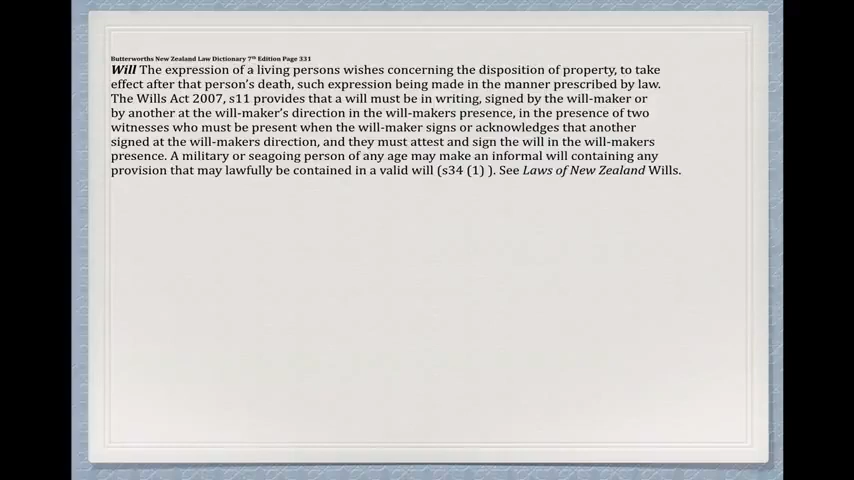 Butterworths New Zealand Law Dictionary 7th Edition Page 331
Will The expression of a living persons wishes concerning the disposition of property, to take
effect after that person's death, such expression being made in the manner prescribed by law.
The Wills Act 2007, s11 provides that a will must be in writing, signed by the will-maker or
by another at the will-maker's direction in the will-makers presence, in the presence of two
witnesses who must be present when the will-maker signs or acknowledges that another
signed at the will-makers direction, and they must attest and sign the will in the will-makers
presence. A military or seagoing person of any age may make an informal will containing any
provision that may lawfully be contained in a valid will (s34 (1) ). See Laws of New Zealand Wills.